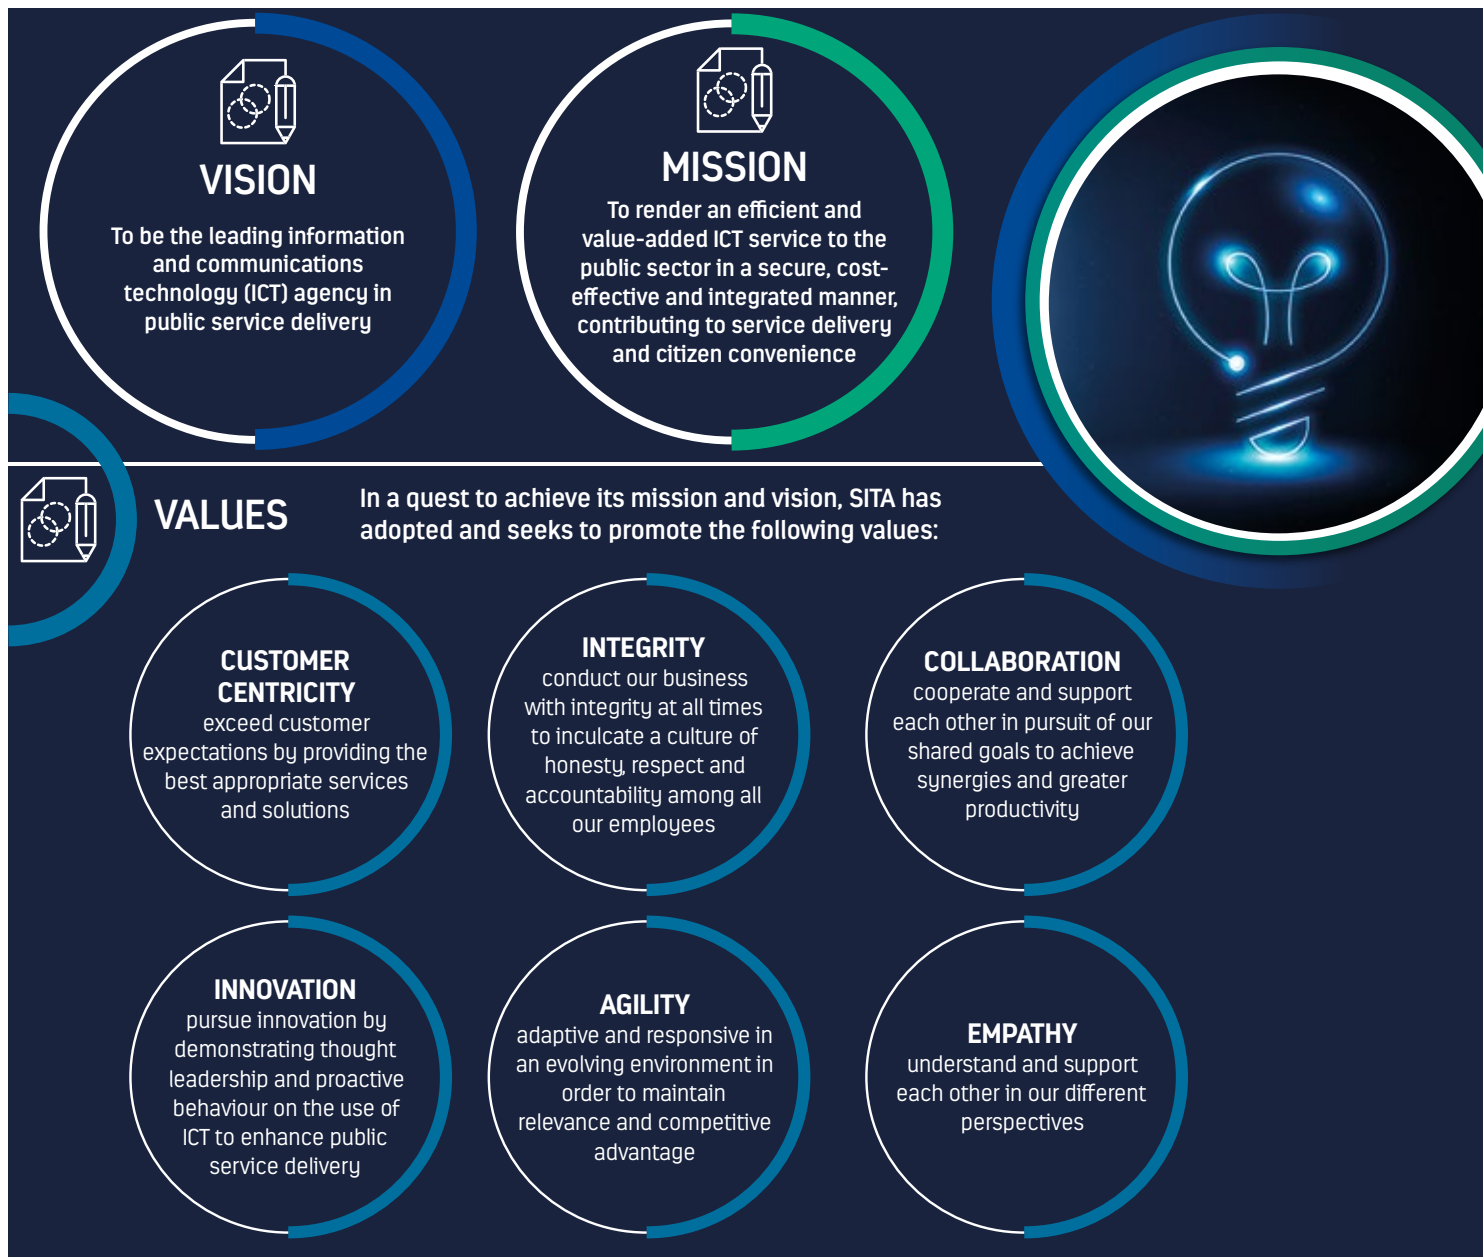 VISION
To be the leading information
and communications
technology (ICT) agency in
public service delivery
MISSION
To render an efficient and
value-added ICT service to the
public sector in a secure, cost-
effective and integrated manner,
contributing to service delivery
and citizen convenience
VALUES
In a quest to achieve its mission and vision, SITA has
adopted and seeks to promote the following values:
CUSTOMER
CENTRICITY
exceed customer
expectations by providing the
best appropriate services
and solutions
INTEGRITY
conduct our business
with integrity at all times
to inculcate a culture of
honesty, respect and
accountability among all
our employees
COLLABORATION
cooperate and support
each other in pursuit of our
shared goals to achieve
synergies and greater
productivity
INNOVATION
pursue innovation by
demonstrating thought
leadership and proactive
behaviour on the use of
ICT to enhance public
service delivery
AGILITY
adaptive and responsive in
an evolving environment in
order to maintain
relevance and competitive
advantage
EMPATHY
understand and support
each other in our different
perspectives